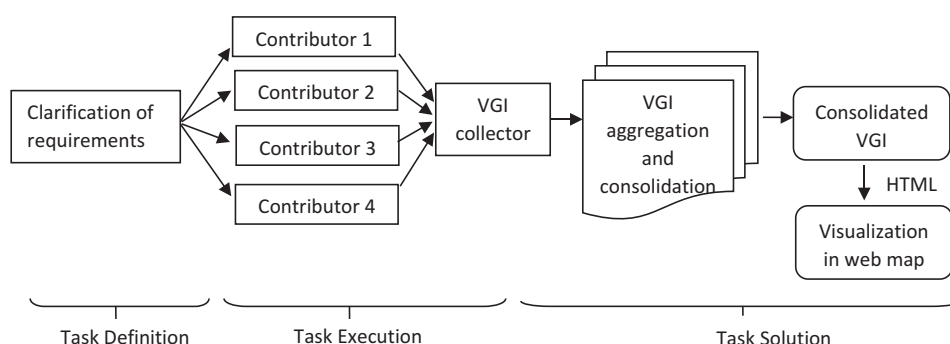 Clarification of
requirements
Contributor 1
Contributor 2
Contributor 3
Contributor 4
VGI
collector
VGI
aggregation
and
consolidation
Consolidated
VGI
HTML
Visualization
in web map
Task Definition
Task Execution
Task Solution